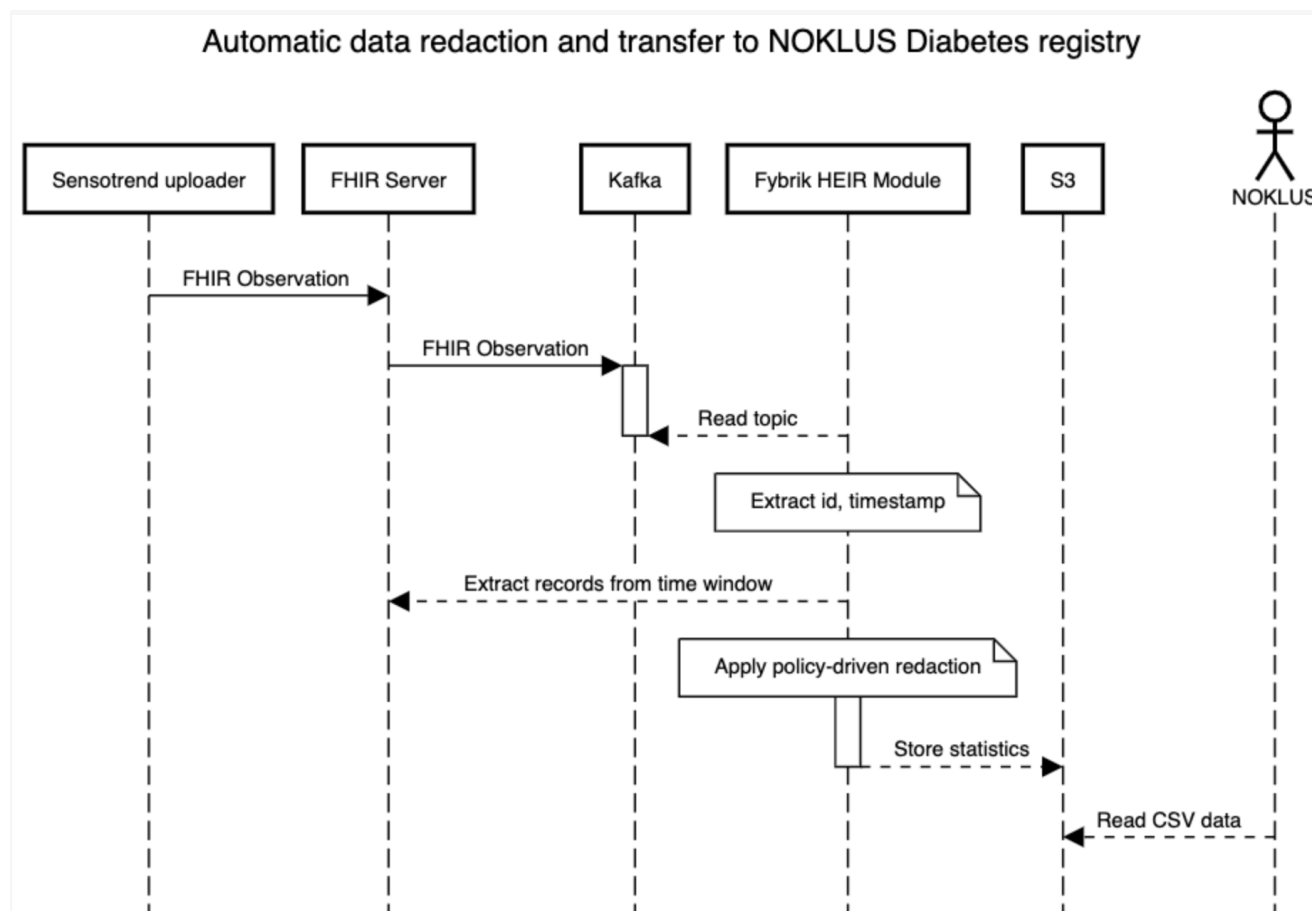 Automatic data redaction and transfer to NOKLUS Diabetes registry
Sensotrend uploader
FHIR Server
Kafka
Fybrik HEIR Module
S3
NOKLUS
FHIR Observation
FHIR Observation
Read topic
Extract id, timestamp
Extract records from time window
Apply policy-driven redaction
Store statistics
Read CSV data